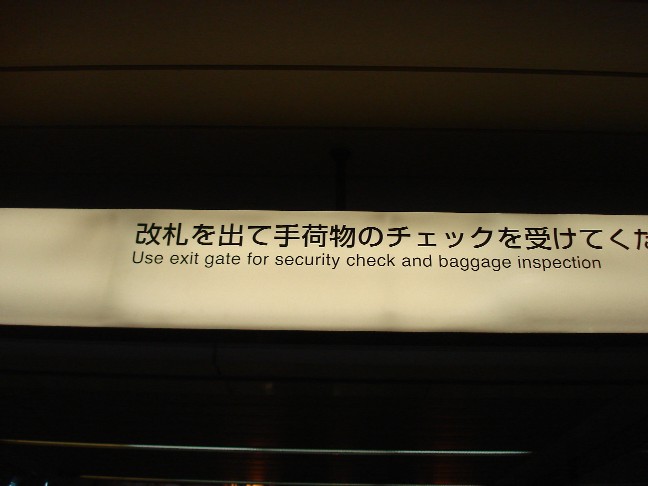 改札を出て手荷物のチェックを受けてくだ
Use exit gate for security check and baggage inspection